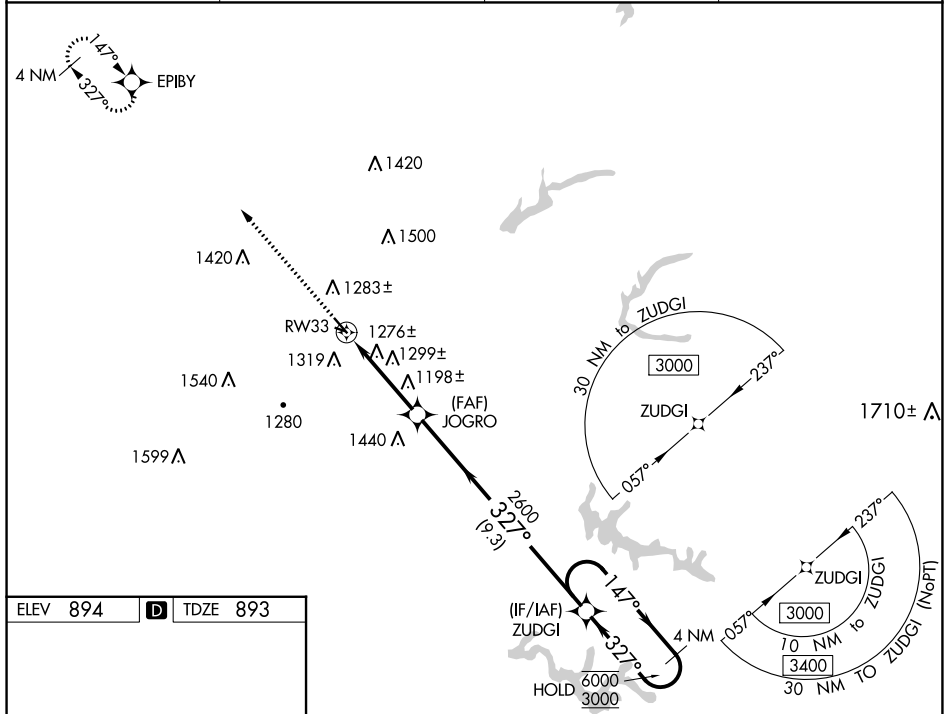 147°
4 NM
327°
EPIBY
1420
1500
1420
1283±
RW33
1276±
1319
1299±
1198±
1540
(FAF)
JOGRO
1280
1440
1599
30 NM to ZUDGI
3000
237°
ZUDGI
057°
1710±
2600
327°
(9.3)
237°
ZUDGI
057°
3000
10 NM to ZUDGI
3400
30 NM TO ZUDGI (NoPT)
147°
(IF/IAF)
ZUDGI
4 NM
327°
HOLD
6000
3000
ELEV 894 D TDZE 893